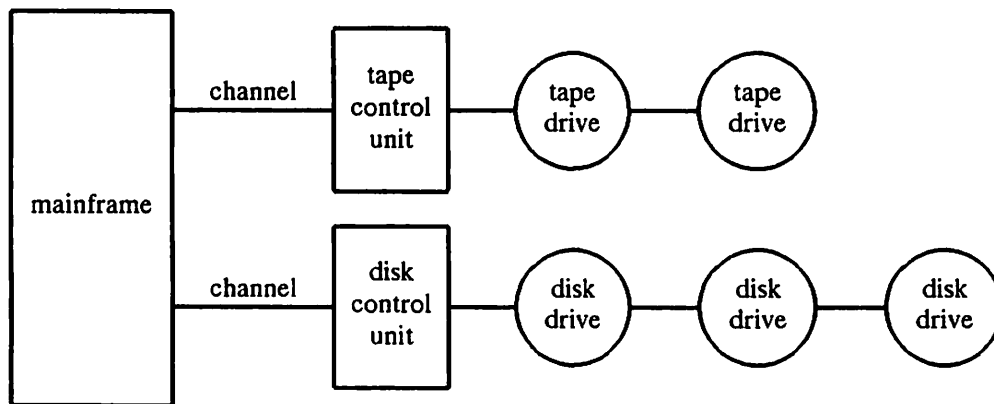 mainframe
channel
tape
control
unit
tape
drive
tape
drive
channel
disk
control
unit
disk
drive
disk
drive
disk
drive